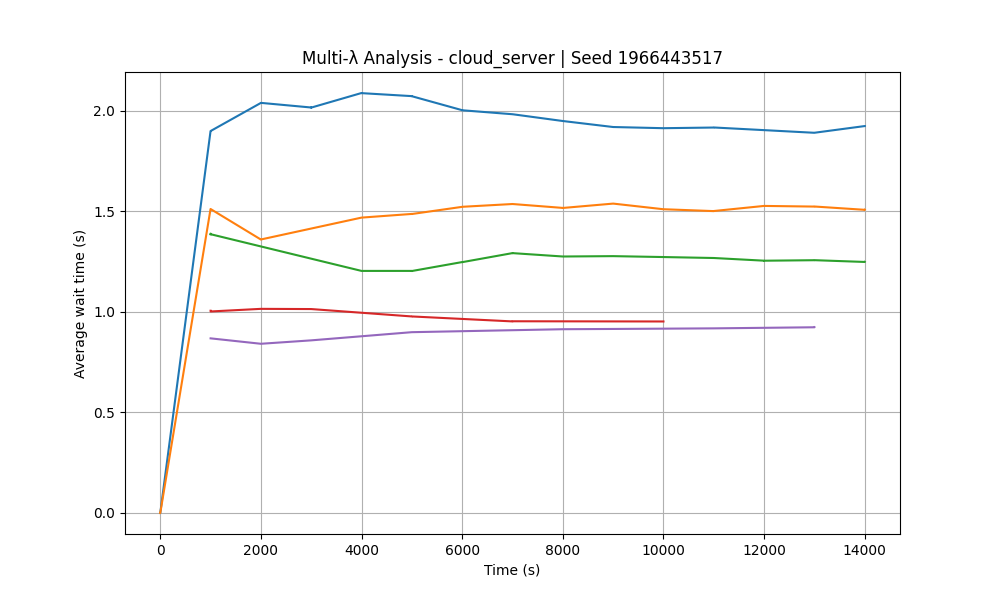 Multi-λ Analysis - cloud_server | Seed 1966443517
Average wait time (s)
2.0
1.5
1.0
0.5
0.0
0 2000 4000 6000 8000 10000 12000 14000
Time (s)